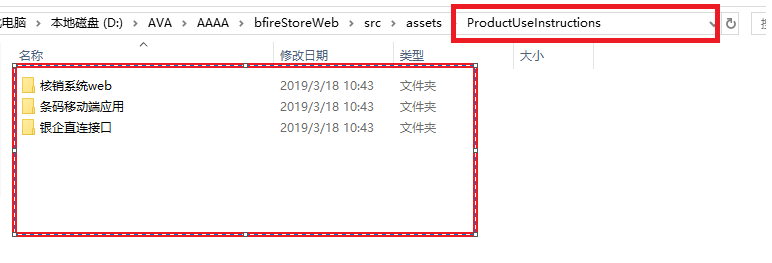 电脑 › 本地磁盘 (D:) › AVA › AAAA › bfireStoreWeb › src › assets ProductUseInstructions
名称 修改日期 类型 大小
核销系统web 2019/3/18 10:43 文件夹
条码移动端应用 2019/3/18 10:43 文件夹
银企直连接口 2019/3/18 10:43 文件夹